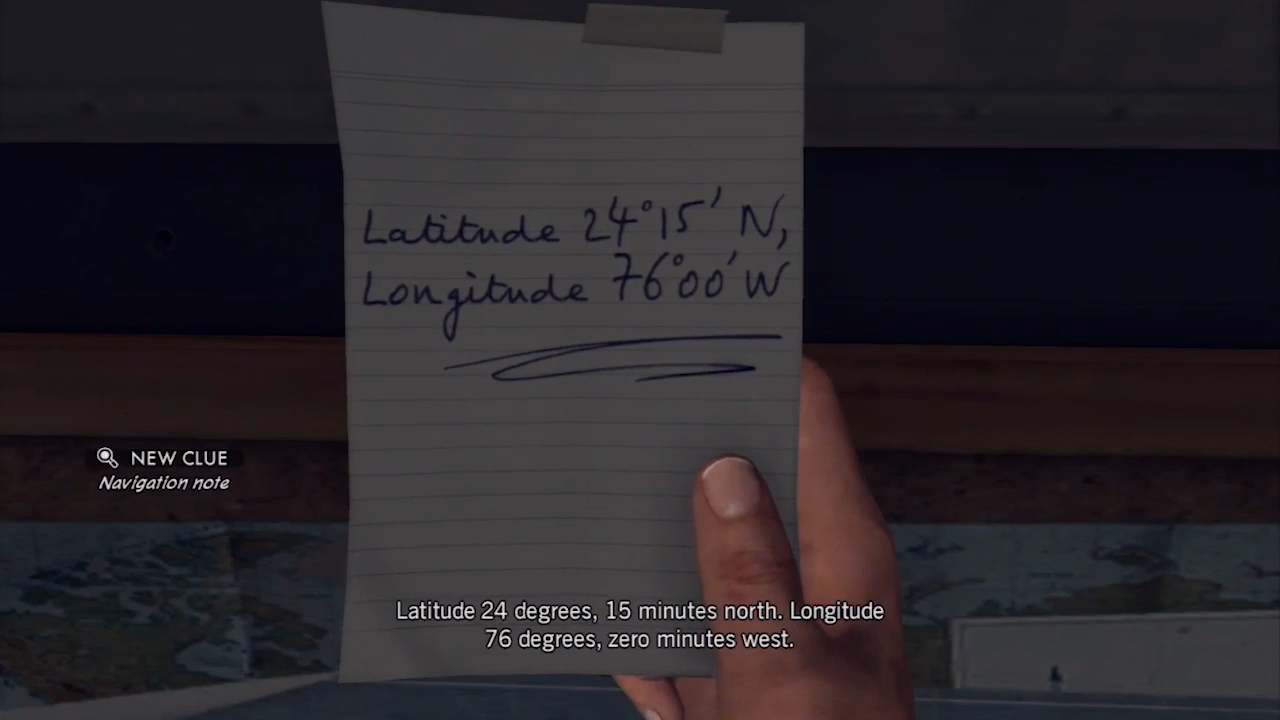 Latitude 24°15' N,
Longitude 76°00' W
NEW CLUE
Navigation note
Latitude 24 degrees, 15 minutes north. Longitude
76 degrees, zero minutes west.